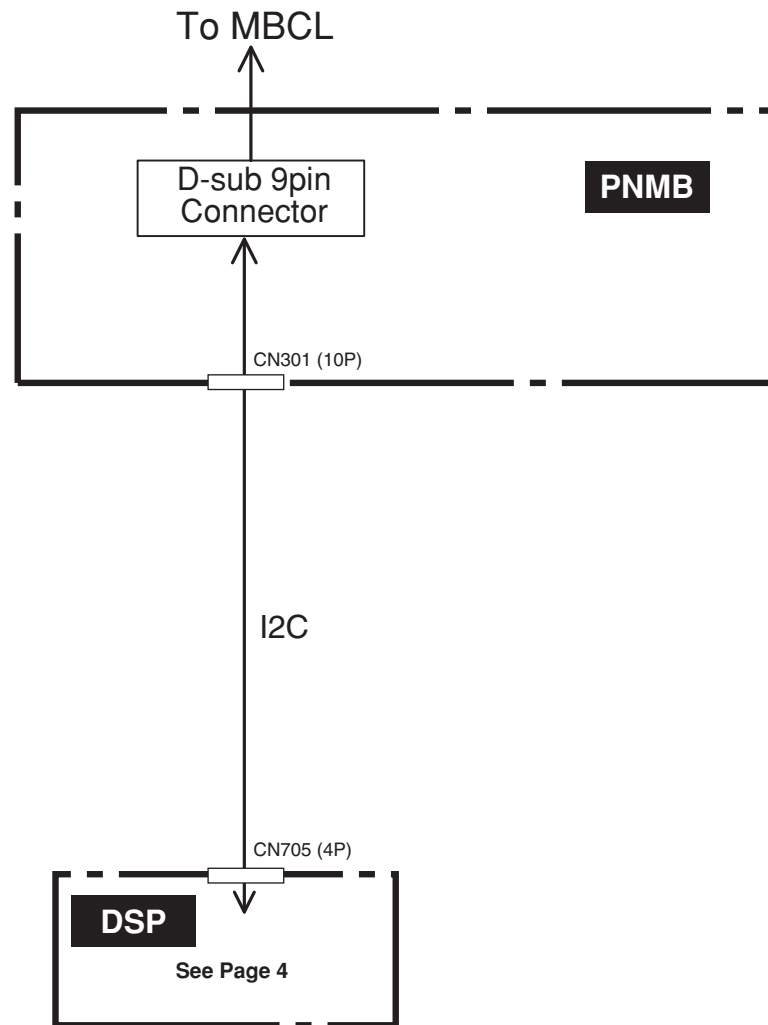 To MBCL
D-sub 9pin
Connector
PNMB
CN301 (10P)
I2C
CN705 (4P)
DSP
See Page 4